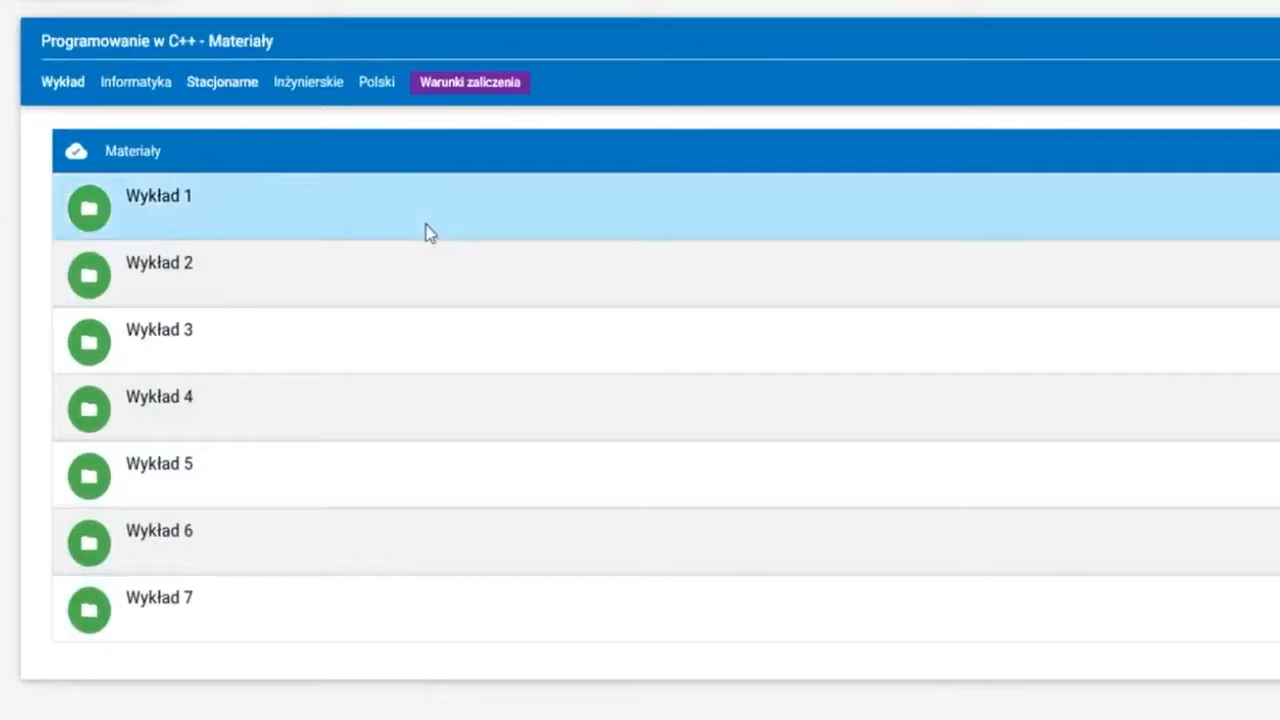 Programowanie w C++ - Materiały
Wykład Informatyka Stacjonarne Inżynierskie Polski Warunki zaliczenia
Materiały
Wykład 1
Wykład 2
Wykład 3
Wykład 4
Wykład 5
Wykład 6
Wykład 7